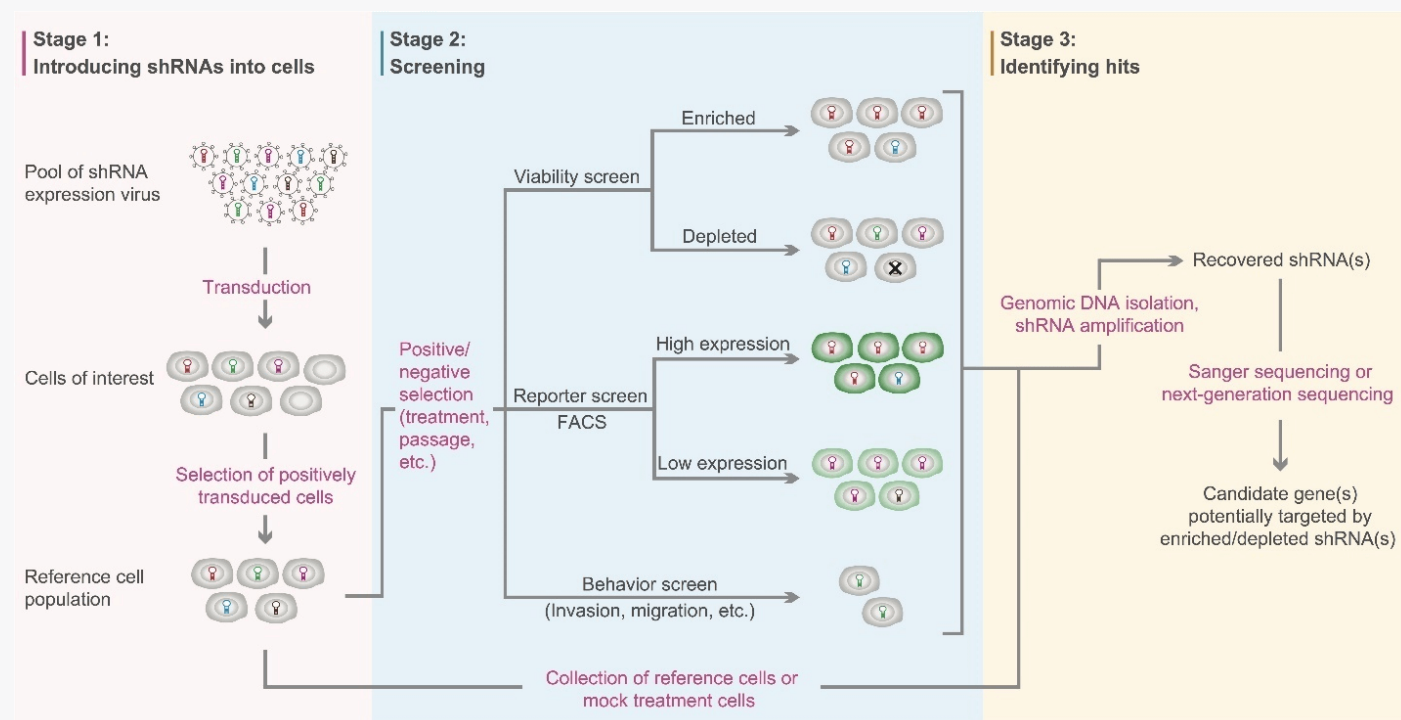 Stage 1:
Introducing shRNAs into cells
Pool of shRNA
expression virus
Transduction
Cells of interest
Selection of positively
transduced cells
Reference cell
population
Stage 2:
Screening
Positive/
negative
selection
(treatment,
passage,
etc.)
Viability screen
Enriched
Depleted
Reporter screen
FACS
High expression
Low expression
Behavior screen
(Invasion, migration, etc.)
Collection of reference cells or
mock treatment cells
Stage 3:
Identifying hits
Genomic DNA isolation,
shRNA amplification
Recovered shRNA(s)
Sanger sequencing or
next-generation sequencing
Candidate gene(s)
potentially targeted by
enriched/depleted shRNA(s)